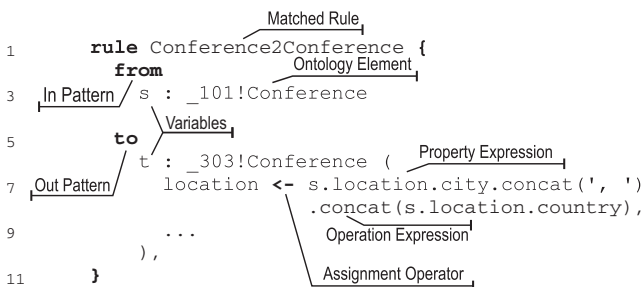 Matched Rule
1 rule Conference2Conference {
from
Ontology Element
3 In Pattern s : _101!Conference
Variables
5 to
t : _303!Conference (
Property Expression
7 Out Pattern location <- s.location.city.concat(', ')
.concat(s.location.country),
9 ...
Operation Expression
),
Assignment Operator
11 }